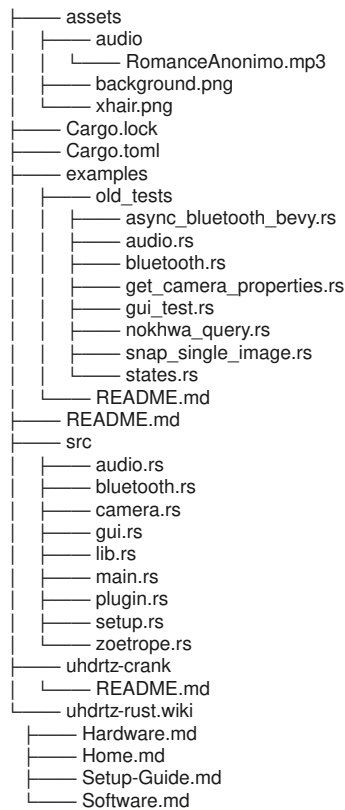 ├── assets
│   ├── audio
│   │   └── RomanceAnonimo.mp3
│   ├── background.png
│   └── xhair.png
├── Cargo.lock
├── Cargo.toml
├── examples
│   ├── old_tests
│   │   ├── async_bluetooth_bevy.rs
│   │   ├── audio.rs
│   │   ├── bluetooth.rs
│   │   ├── get_camera_properties.rs
│   │   ├── gui_test.rs
│   │   ├── nokhwa_query.rs
│   │   ├── snap_single_image.rs
│   │   └── states.rs
│   └── README.md
├── README.md
├── src
│   ├── audio.rs
│   ├── bluetooth.rs
│   ├── camera.rs
│   ├── gui.rs
│   ├── lib.rs
│   ├── main.rs
│   ├── plugin.rs
│   ├── setup.rs
│   └── zoetrope.rs
├── uhdrtz-crank
│   └── README.md
└── uhdrtz-rust.wiki
    ├── Hardware.md
    ├── Home.md
    ├── Setup-Guide.md
    └── Software.md